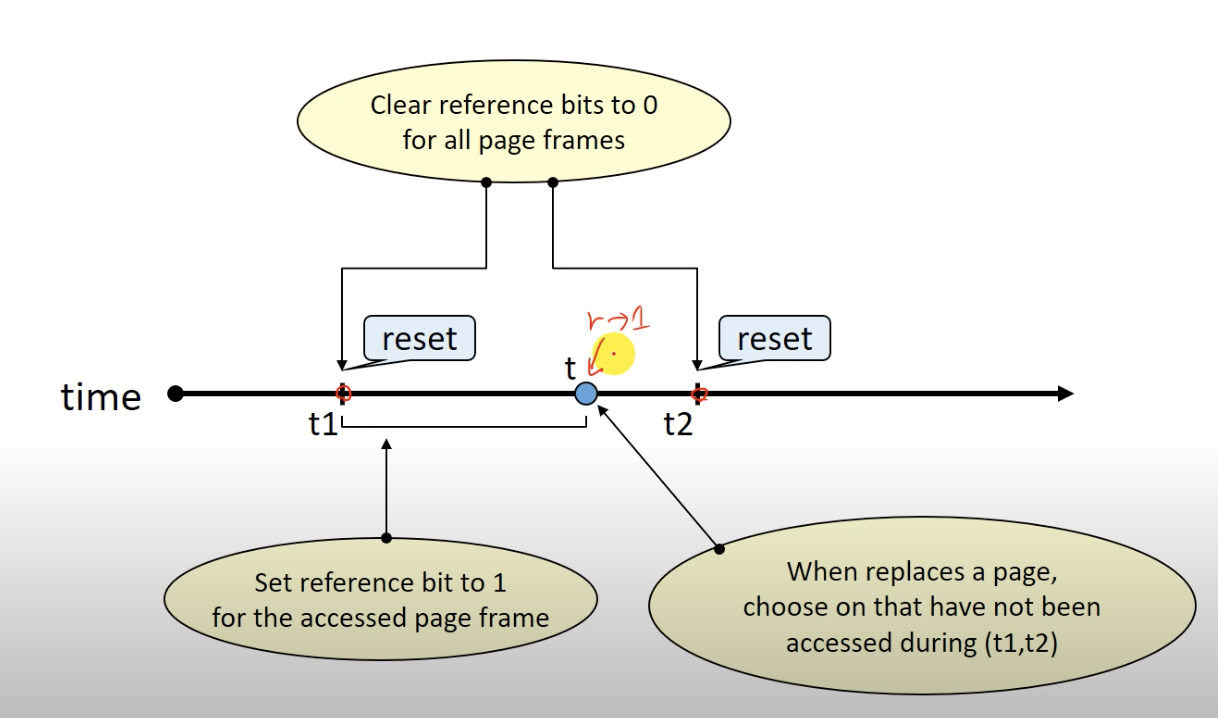 Clear reference bits to 0
for all page frames
r→1
reset
reset
t
time
t1
t2
Set reference bit to 1
for the accessed page frame
When replaces a page,
choose on that have not been
accessed during (t1,t2)